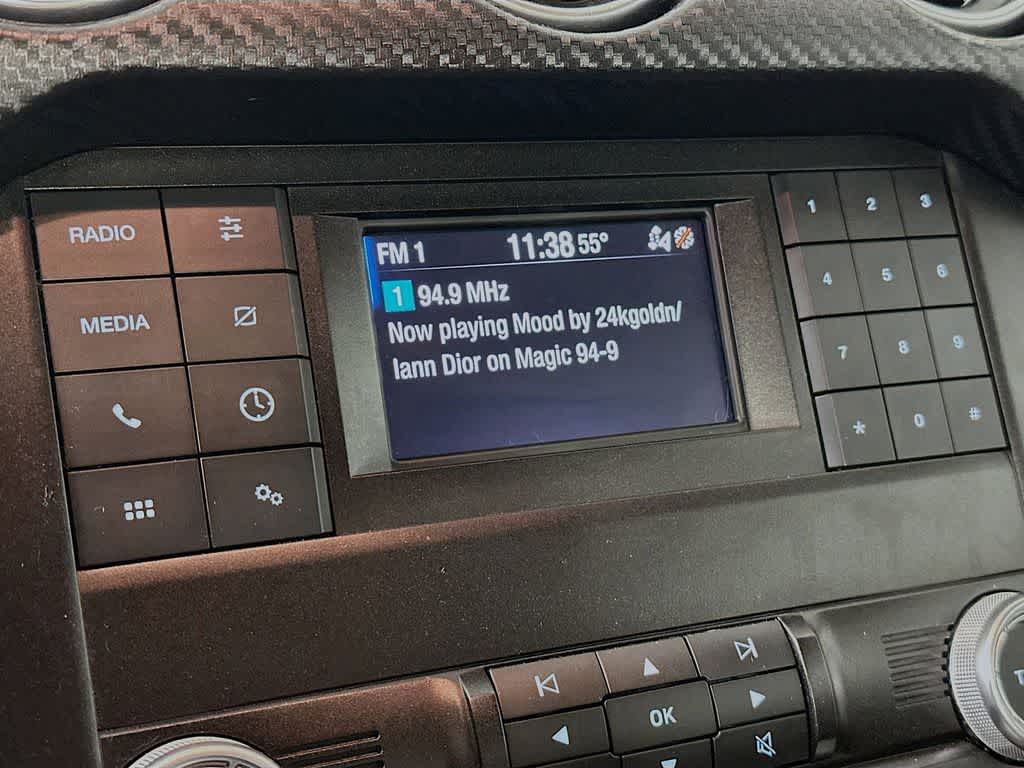 RADIO
MEDIA
FM 1 11:38 55°
1 94.9 MHz
Now playing Mood by 24kgoldn/
Iann Dior on Magic 94-9
1 2 3
4 5 6
7 8 9
* 0 #
OK